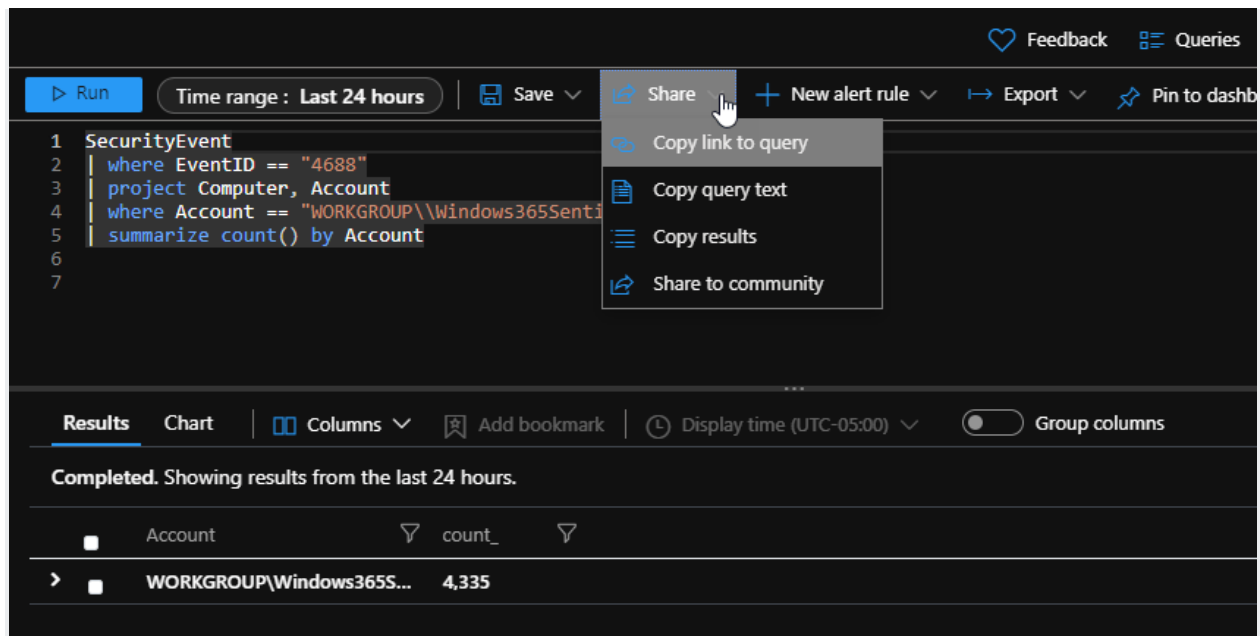 Feedback Queries
Run Time range : Last 24 hours Save Share New alert rule Export Pin to dashb
1 SecurityEvent
2 | where EventID == "4688"
3 | project Computer, Account
4 | where Account == "WORKGROUP\\Windows365Senti
5 | summarize count() by Account
6
7
Copy link to query
Copy query text
Copy results
Share to community
Results Chart Columns Add bookmark Display time (UTC-05:00) Group columns
Completed. Showing results from the last 24 hours.
Account count_
WORKGROUP\Windows365S... 4,335